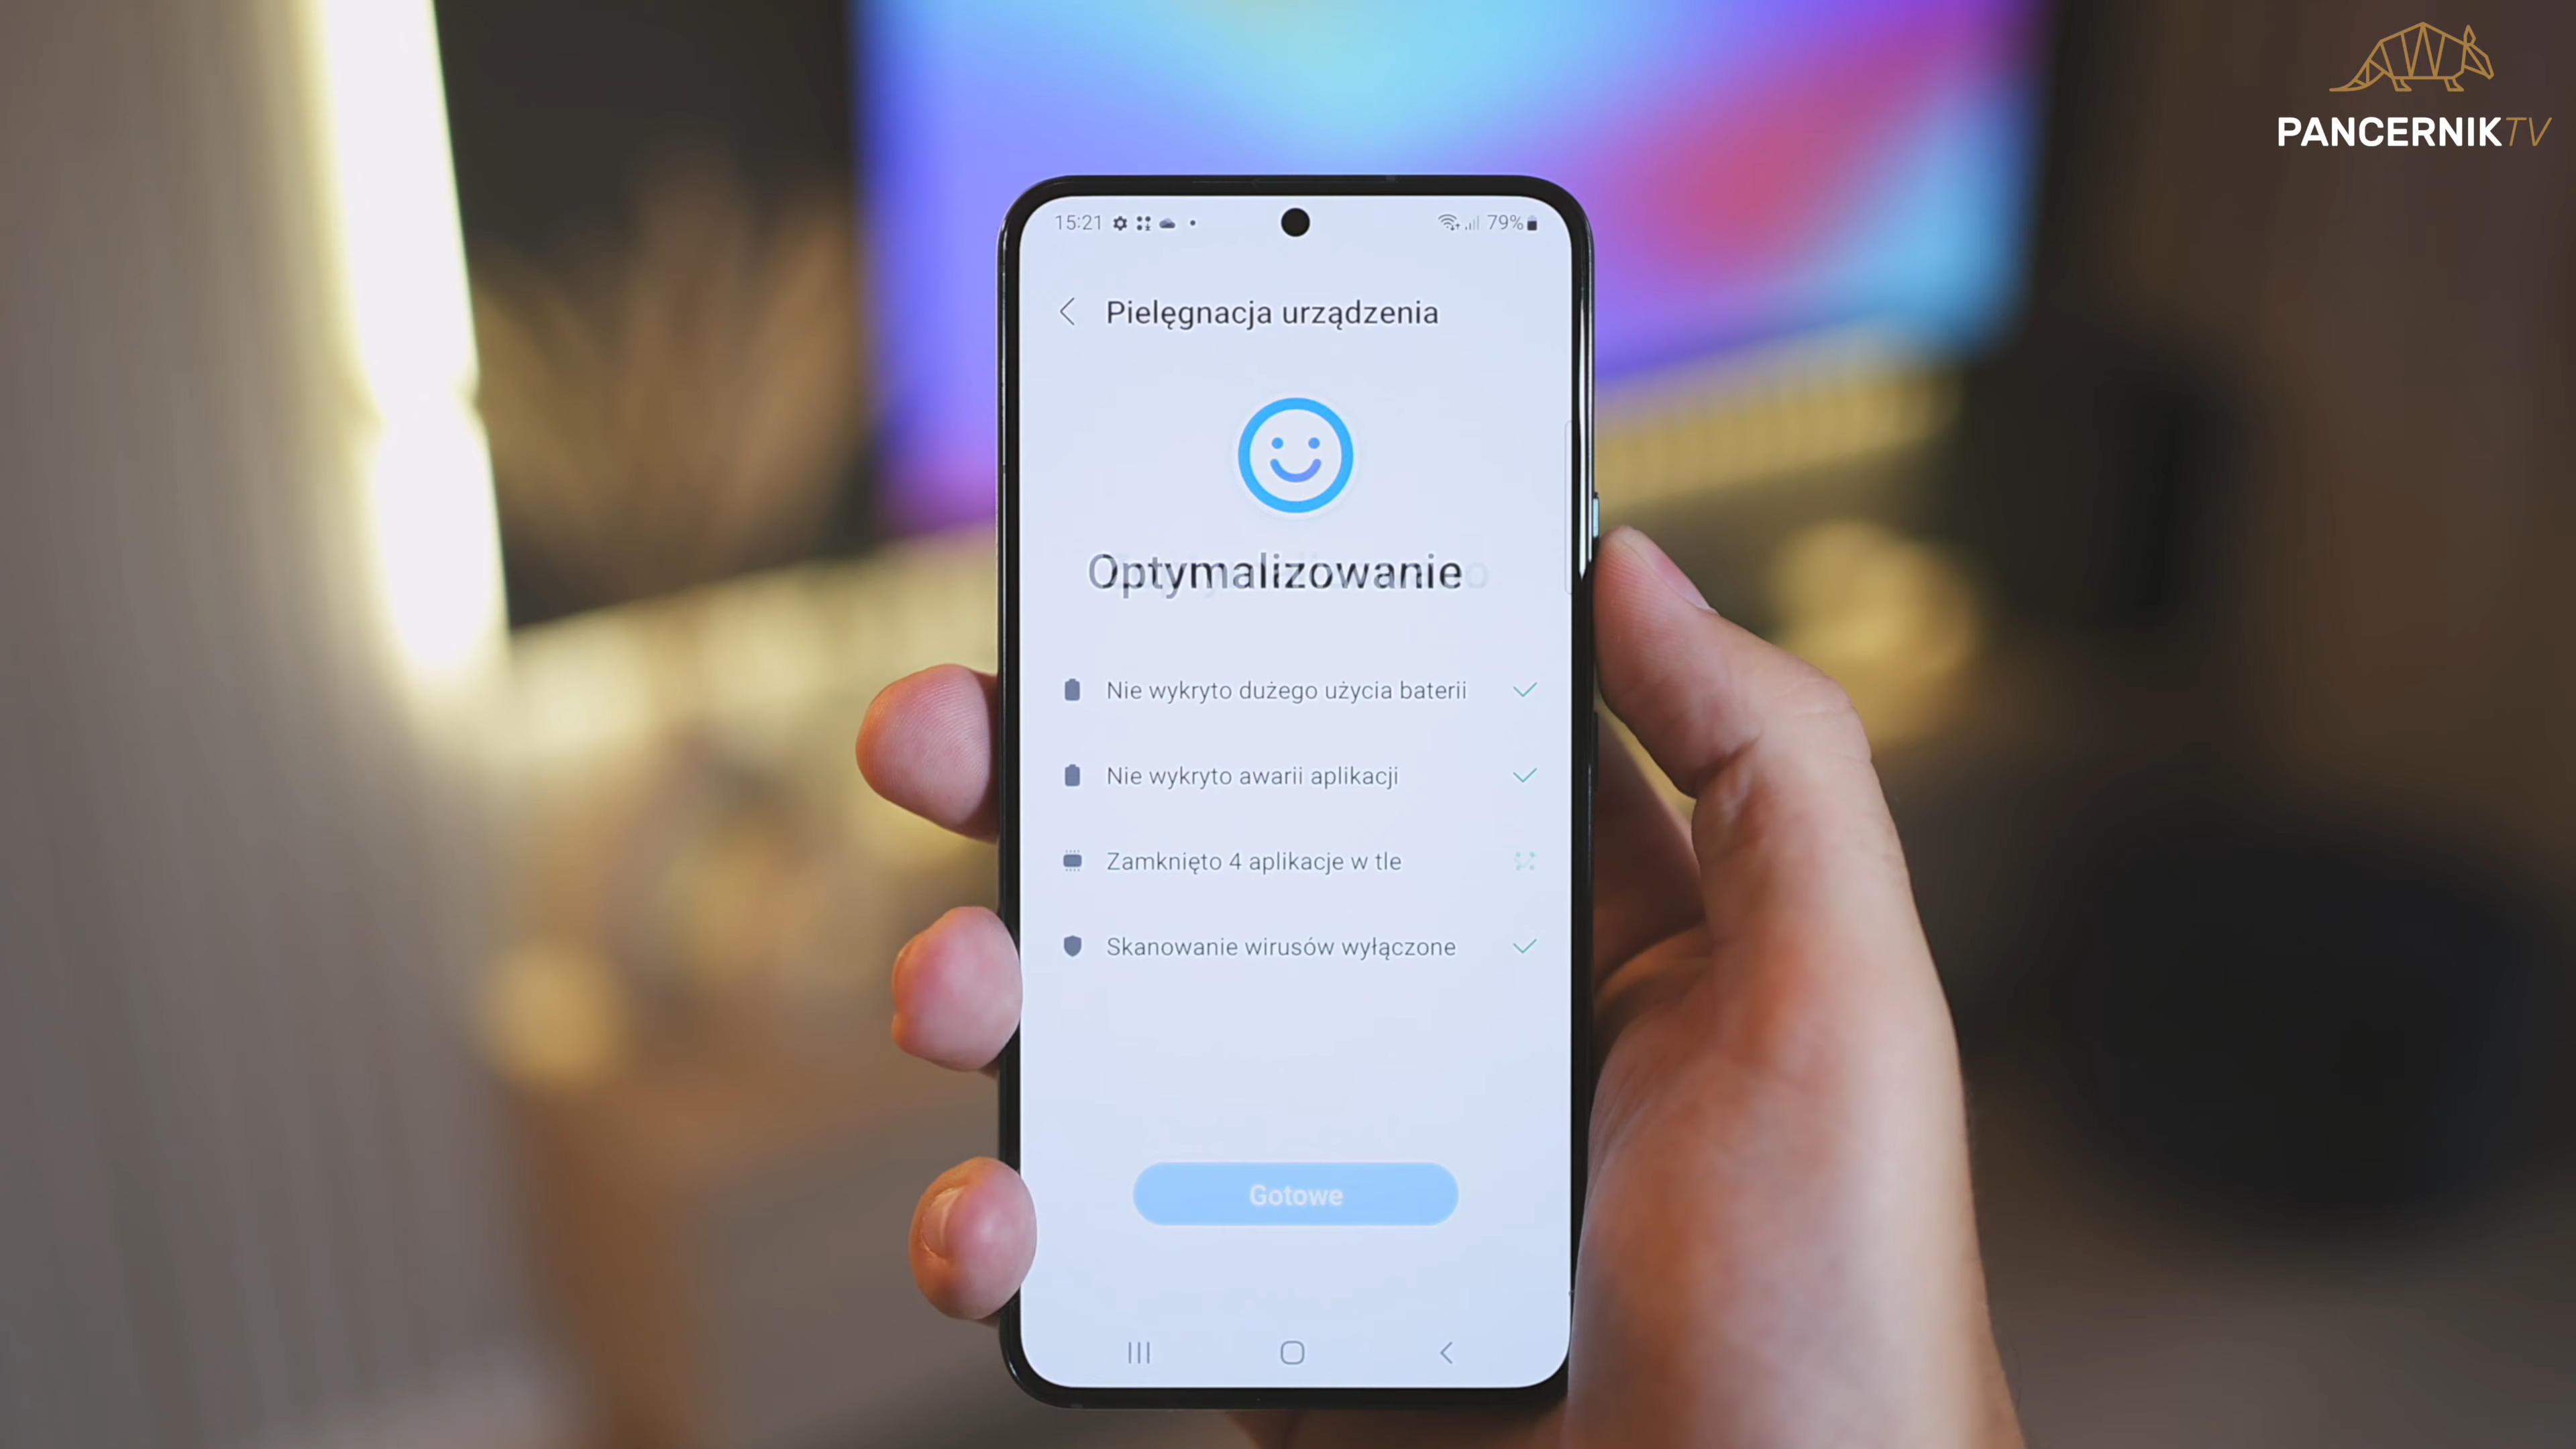 PANCERNIKTV
15:21
79%
Pielęgnacja urządzenia
Optymalizowanie
Nie wykryto dużego użycia baterii
Nie wykryto awarii aplikacji
Zamknięto 4 aplikacje w tle
Skanowanie wirusów wyłączone
Gotowe